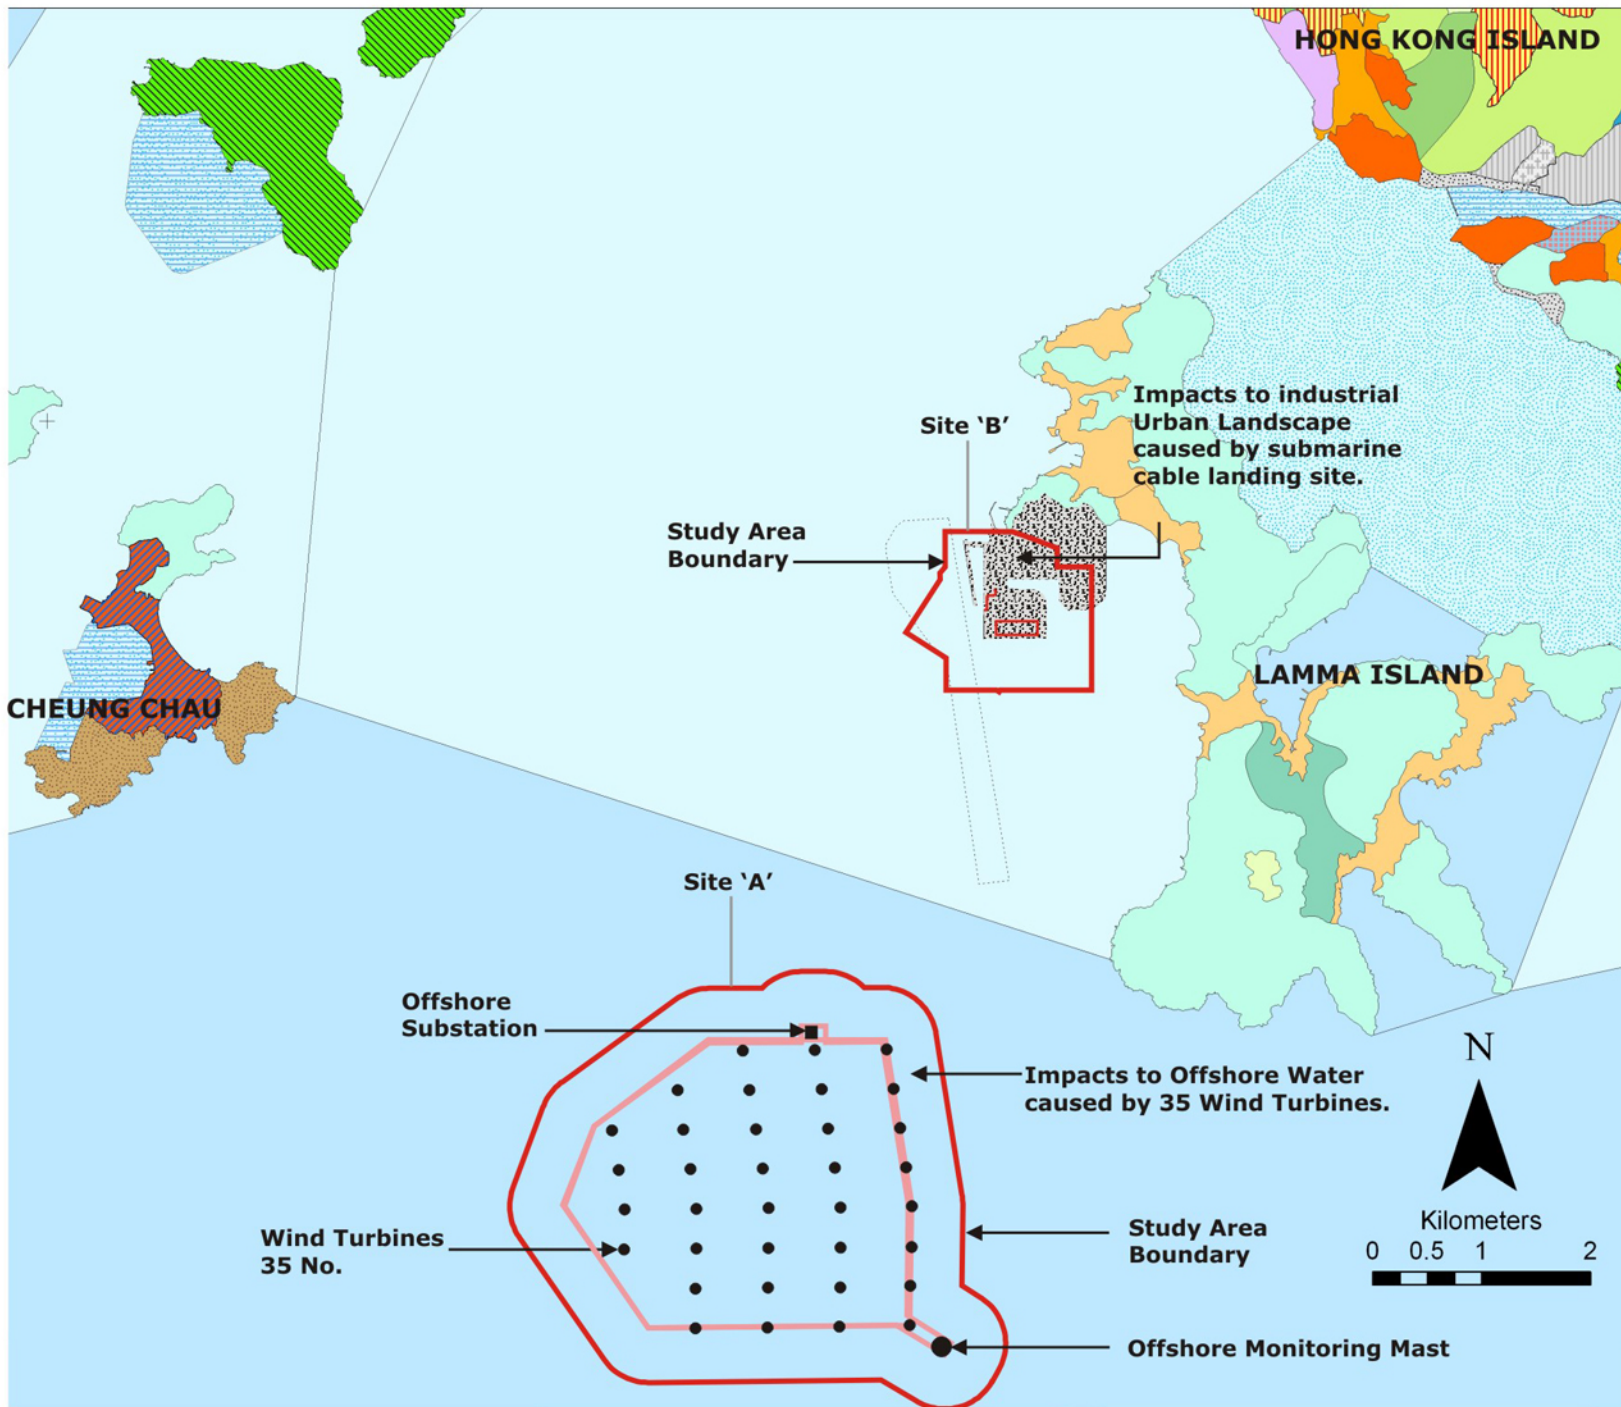 HONG KONG ISLAND
Impacts to industrial
Urban Landscape
caused by submarine
cable landing site.
Site ‘B’
Study Area
Boundary
LAMMA ISLAND
CHEUNG CHAU
Site ‘A’
Offshore
Substation
Impacts to Offshore Water
caused by 35 Wind Turbines.
N
Kilometers
0 0.5 1 2
Wind Turbines
35 No.
Study Area
Boundary
Offshore Monitoring Mast